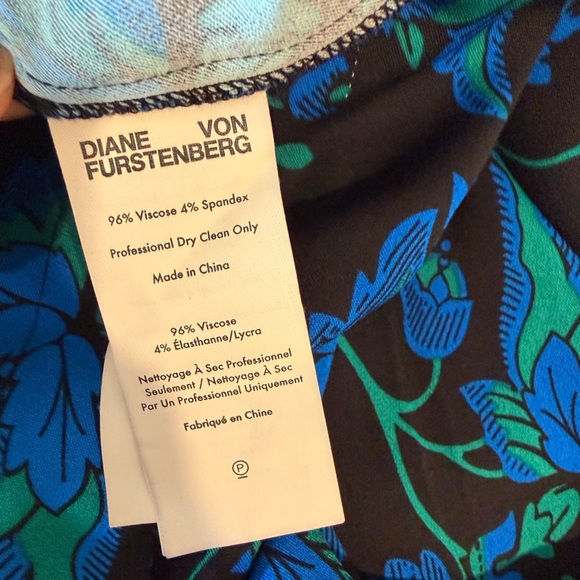 DIANE VON
FURSTENBERG
96% Viscose 4% Spandex
Professional Dry Clean Only
Made in China
96% Viscose
4% Élasthanne/Lycra
Nettoyage À Sec Professionnel
Seulement / Nettoyage À Sec
Par Un Professionnel Uniquement
Fabriqué en Chine
P